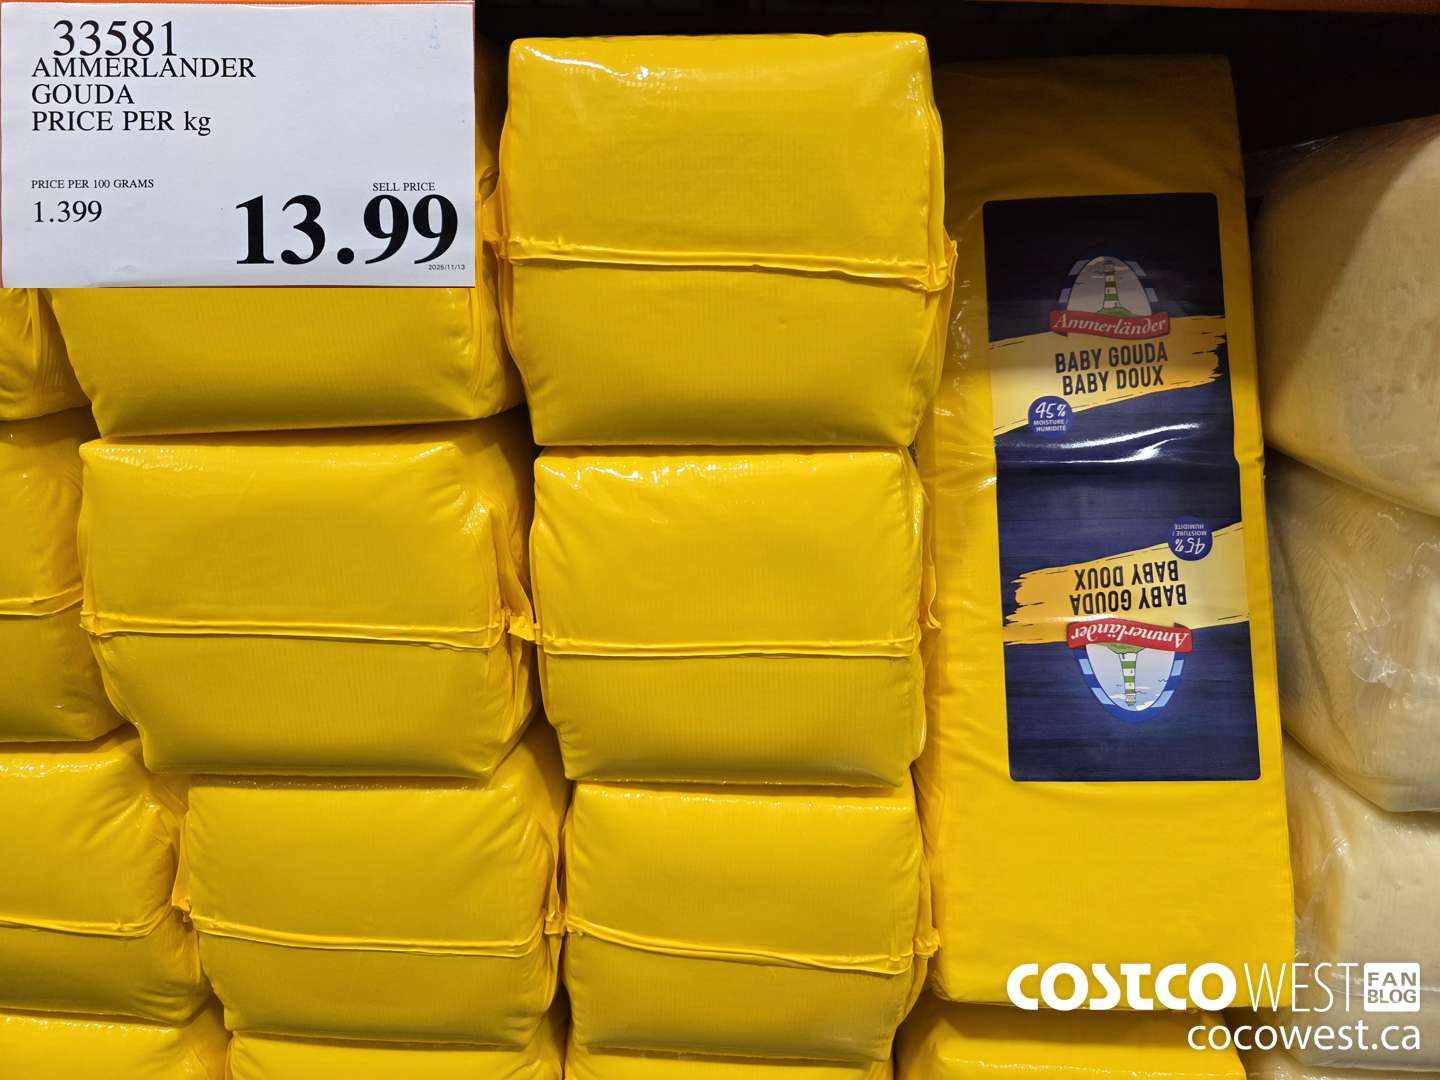 33581
AMMERLANDER
GOUDA
PRICE PER kg
PRICE PER 100 GRAMS
1.399
SELL PRICE
13.99
2025/11/13
Ammerländer
BABY GOUDA
BABY DOUX
45%
MOISTURE /
HUMIDITÉ
45%
MOISTURE /
HUMIDITÉ
BABY GOUDA
BABY DOUX
Ammerländer
COSTCO WEST FAN BLOG
cocowest.ca